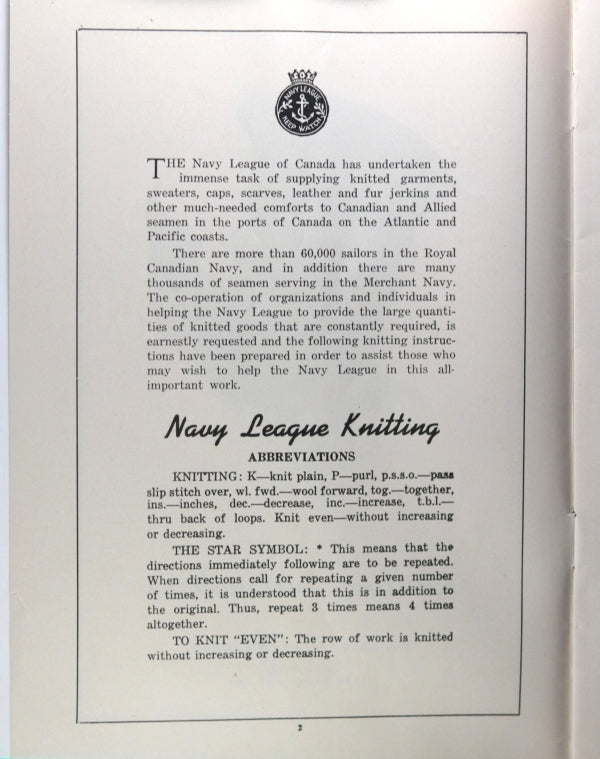 NAVY LEAGUE
KEEP WATCH
THE Navy League of Canada has undertaken the
immense task of supplying knitted garments,
sweaters, caps, scarves, leather and fur jerkins and
other much-needed comforts to Canadian and Allied
seamen in the ports of Canada on the Atlantic and
Pacific coasts.
There are more than 60,000 sailors in the Royal
Canadian Navy, and in addition there are many
thousands of seamen serving in the Merchant Navy.
The co-operation of organizations and individuals in
helping the Navy League to provide the large quanti-
ties of knitted goods that are constantly required, is
earnestly requested and the following knitting instruc-
tions have been prepared in order to assist those who
may wish to help the Navy League in this all-
important work.
Navy League Knitting
ABBREVIATIONS
KNITTING: K—knit plain, P—purl, p.s.s.o.—pass
slip stitch over, wl. fwd.—wool forward, tog.—together,
ins.—inches, dec.—decrease, inc.—increase, t.b.l.—
thru back of loops. Knit even—without increasing
or decreasing.
THE STAR SYMBOL: * This means that the
directions immediately following are to be repeated.
When directions call for repeating a given number
of times, it is understood that this is in addition to
the original. Thus, repeat 3 times means 4 times
altogether.
TO KNIT "EVEN": The row of work is knitted
without increasing or decreasing.
2